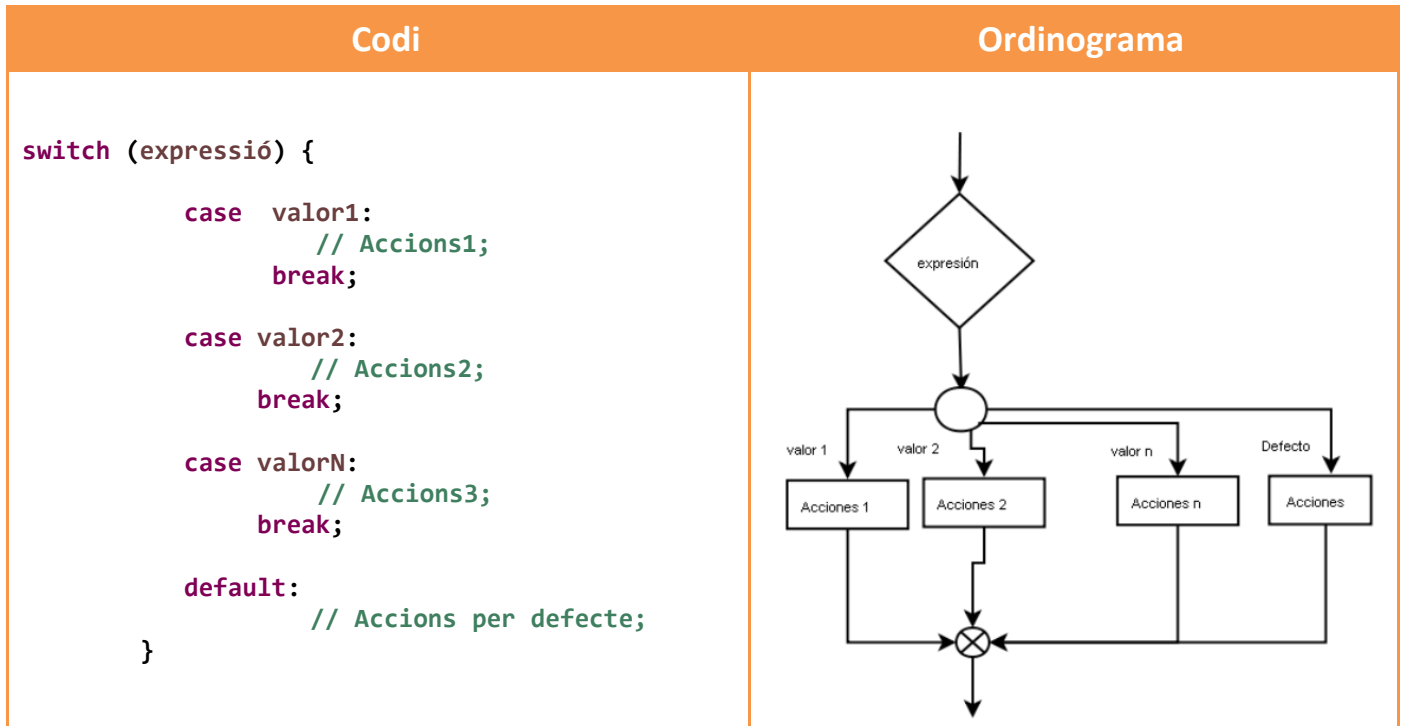 Codi
Ordinograma
switch (expressió) {
case valor1:
// Accions1;
break;
case valor2:
// Accions2;
break;
case valorN:
// Accions3;
break;
default:
// Accions per defecte;
}
expresión
valor 1
valor 2
valor n
Defecto
Acciones 1
Acciones 2
Acciones n
Acciones